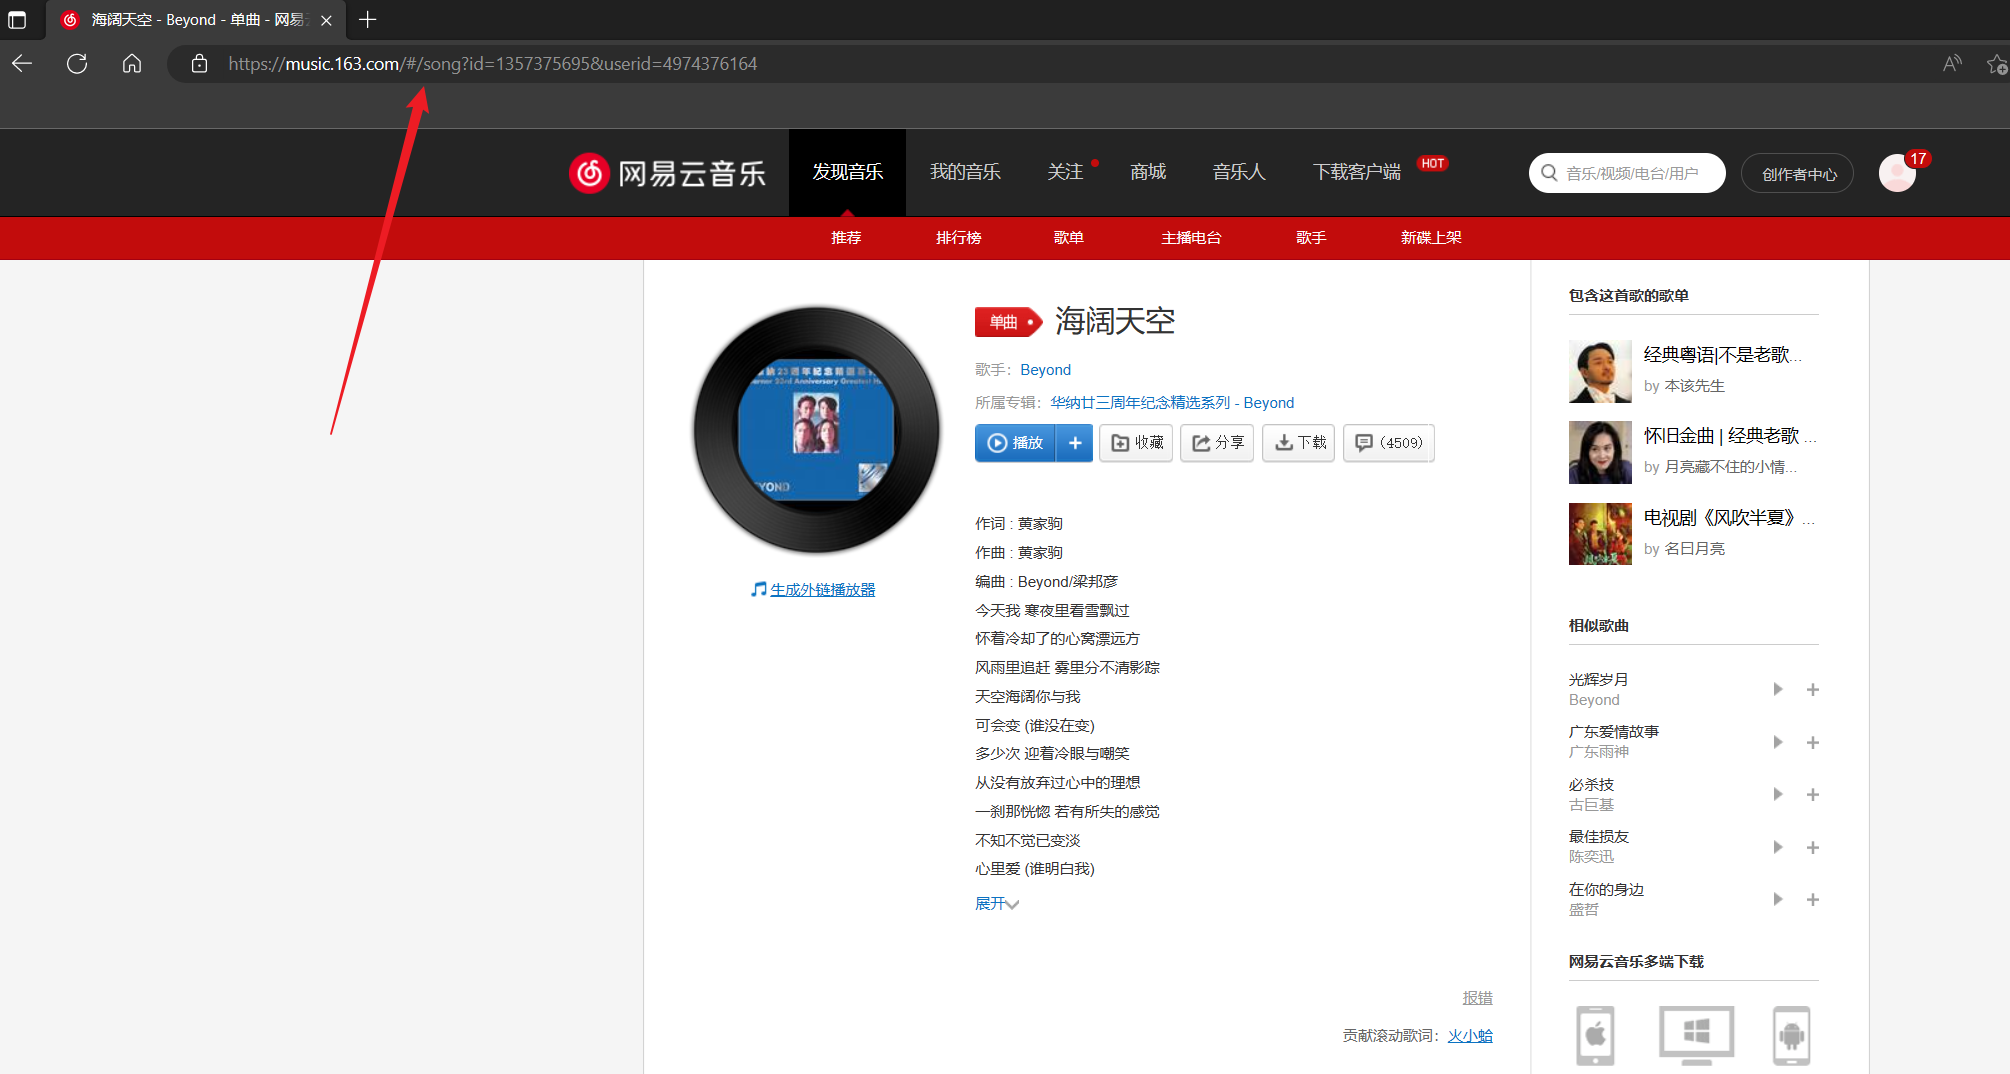 海阔天空 - Beyond - 单曲 - 网易
https://music.163.com/#/song?id=1357375695&userid=4974376164
网易云音乐
发现音乐 我的音乐 关注 商城 音乐人 下载客户端 HOT
音乐/视频/电台/用户
创作者中心
17
推荐 排行榜 歌单 主播电台 歌手 新碟上架
23週年紀念精選
23rd Anniversary Greatest
YOND
生成外链播放器
单曲
海阔天空
歌手：Beyond
所属专辑：华纳廿三周年纪念精选系列 - Beyond
播放 + 收藏 分享 下载 (4509)
作词 : 黄家驹
作曲 : 黄家驹
编曲 : Beyond/梁邦彦
今天我 寒夜里看雪飘过
怀着冷却了的心窝漂远方
风雨里追赶 雾里分不清影踪
天空海阔你与我
可会变 (谁没在变)
多少次 迎着冷眼与嘲笑
从没有放弃过心中的理想
一刹那恍惚 若有所失的感觉
不知不觉已变淡
心里爱 (谁明白我)
展开
报错
贡献滚动歌词：火小蛤
包含这首歌的歌单
经典粤语|不是老歌...
by 本该先生
怀旧金曲 | 经典老歌 ...
by 月亮藏不住的小情...
电视剧《风吹半夏》...
by 名日月亮
相似歌曲
光辉岁月
Beyond
广东爱情故事
广东雨神
必杀技
古巨基
最佳损友
陈奕迅
在你的身边
盛哲
网易云音乐多端下载